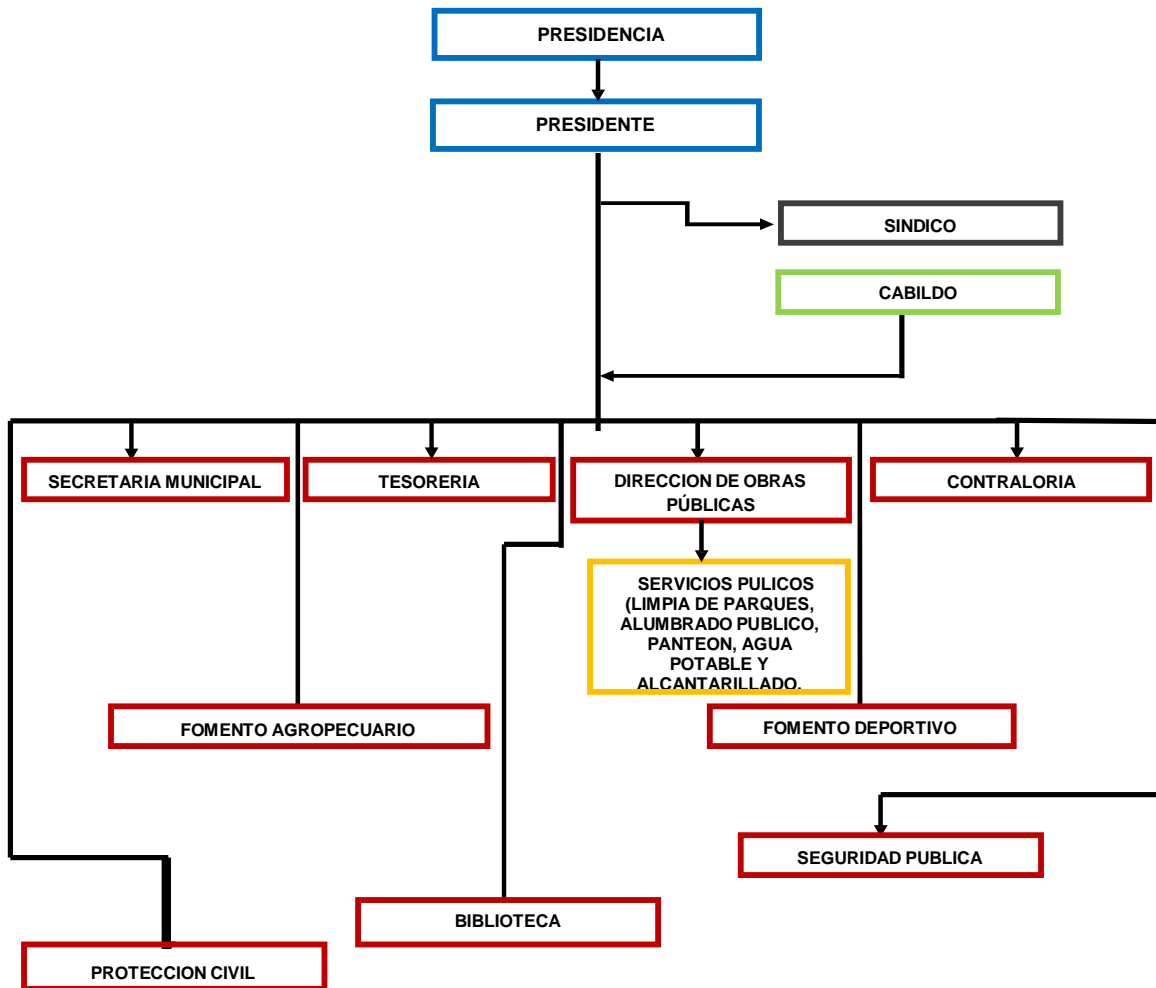 PRESIDENCIA
PRESIDENTE
SINDICO
CABILDO
SECRETARIA MUNICIPAL
TESORERIA
DIRECCION DE OBRAS
PÚBLICAS
CONTRALORIA
SERVICIOS PULICOS
(LIMPIA DE PARQUES,
ALUMBRADO PUBLICO,
PANTEON, AGUA
POTABLE Y
ALCANTARILLADO.
FOMENTO AGROPECUARIO
FOMENTO DEPORTIVO
SEGURIDAD PUBLICA
BIBLIOTECA
PROTECCION CIVIL